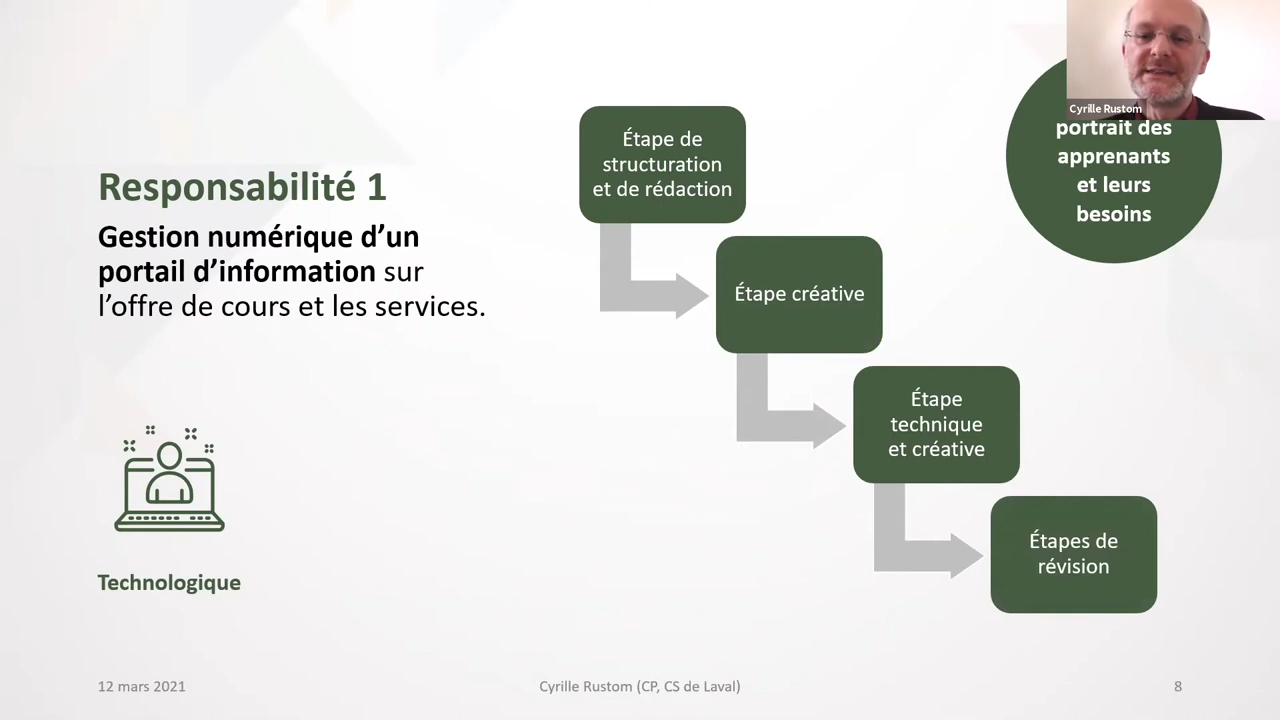 Responsabilité 1
Gestion numérique d’un
portail d’information sur
l’offre de cours et les services.
Technologique
Étape de
structuration
et de rédaction
Étape créative
Étape
technique
et créative
Étapes de
révision
Cyrille Rustom
portrait des
apprenants
et leurs
besoins
12 mars 2021
Cyrille Rustom (CP, CS de Laval)
8